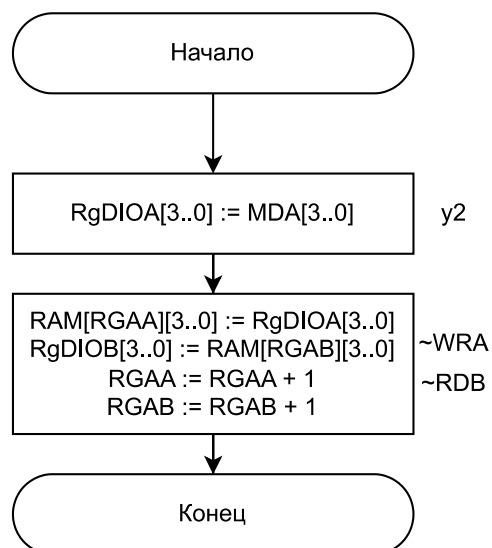 Начало
RgDIOA[3..0] := MDA[3..0]
y2
RAM[RGAA][3..0] := RgDIOA[3..0]
RgDIOB[3..0] := RAM[RGAB][3..0]
RGAA := RGAA + 1
RGAB := RGAB + 1
~WRA
~RDB
Конец